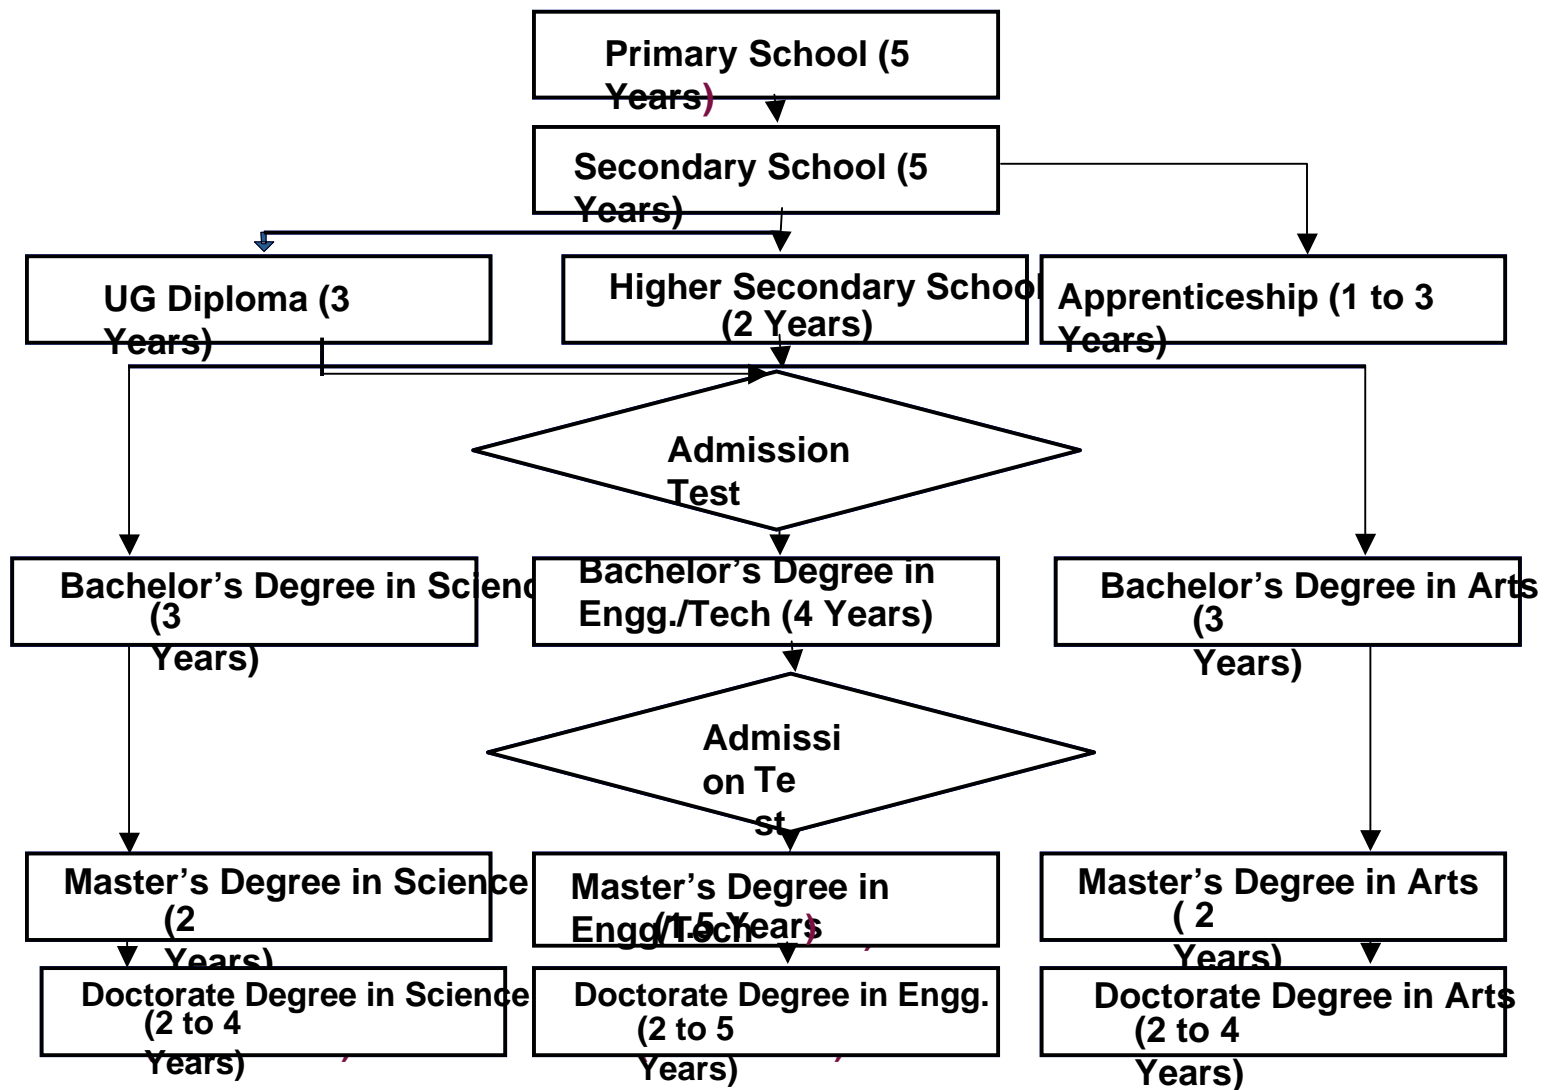 Primary School (5
Years)
Secondary School (5
Years)
UG Diploma (3
Years)
Higher Secondary School
(2 Years)
Apprenticeship (1 to 3
Years)
Admission
Test
Bachelor’s Degree in Scienc
(3
Years)
Bachelor’s Degree in
Engg./Tech (4 Years)
Bachelor’s Degree in Arts
(3
Years)
Admissi
on Te
st
Master’s Degree in Science
(2
Years)
Master’s Degree in
Engg/Tech
(1.5 Years)
Master’s Degree in Arts
( 2
Years)
Doctorate Degree in Science
(2 to 4
Years)
Doctorate Degree in Engg.
(2 to 5
Years)
Doctorate Degree in Arts
(2 to 4
Years)